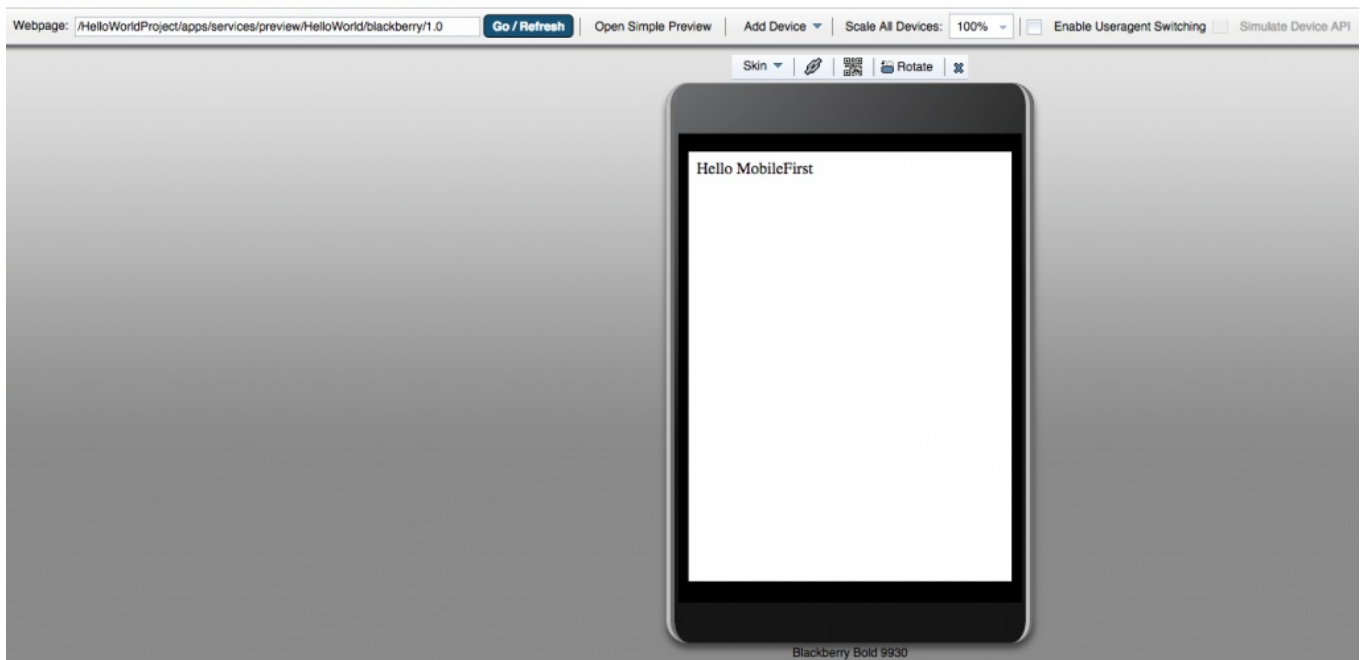 Webpage: /HelloWorldProject/apps/services/preview/HelloWorld/blackberry/1.0 Go / Refresh Open Simple Preview Add Device Scale All Devices: 100% Enable Useragent Switching Simulate Device API
Skin Rotate
Hello MobileFirst
Blackberry Bold 9930